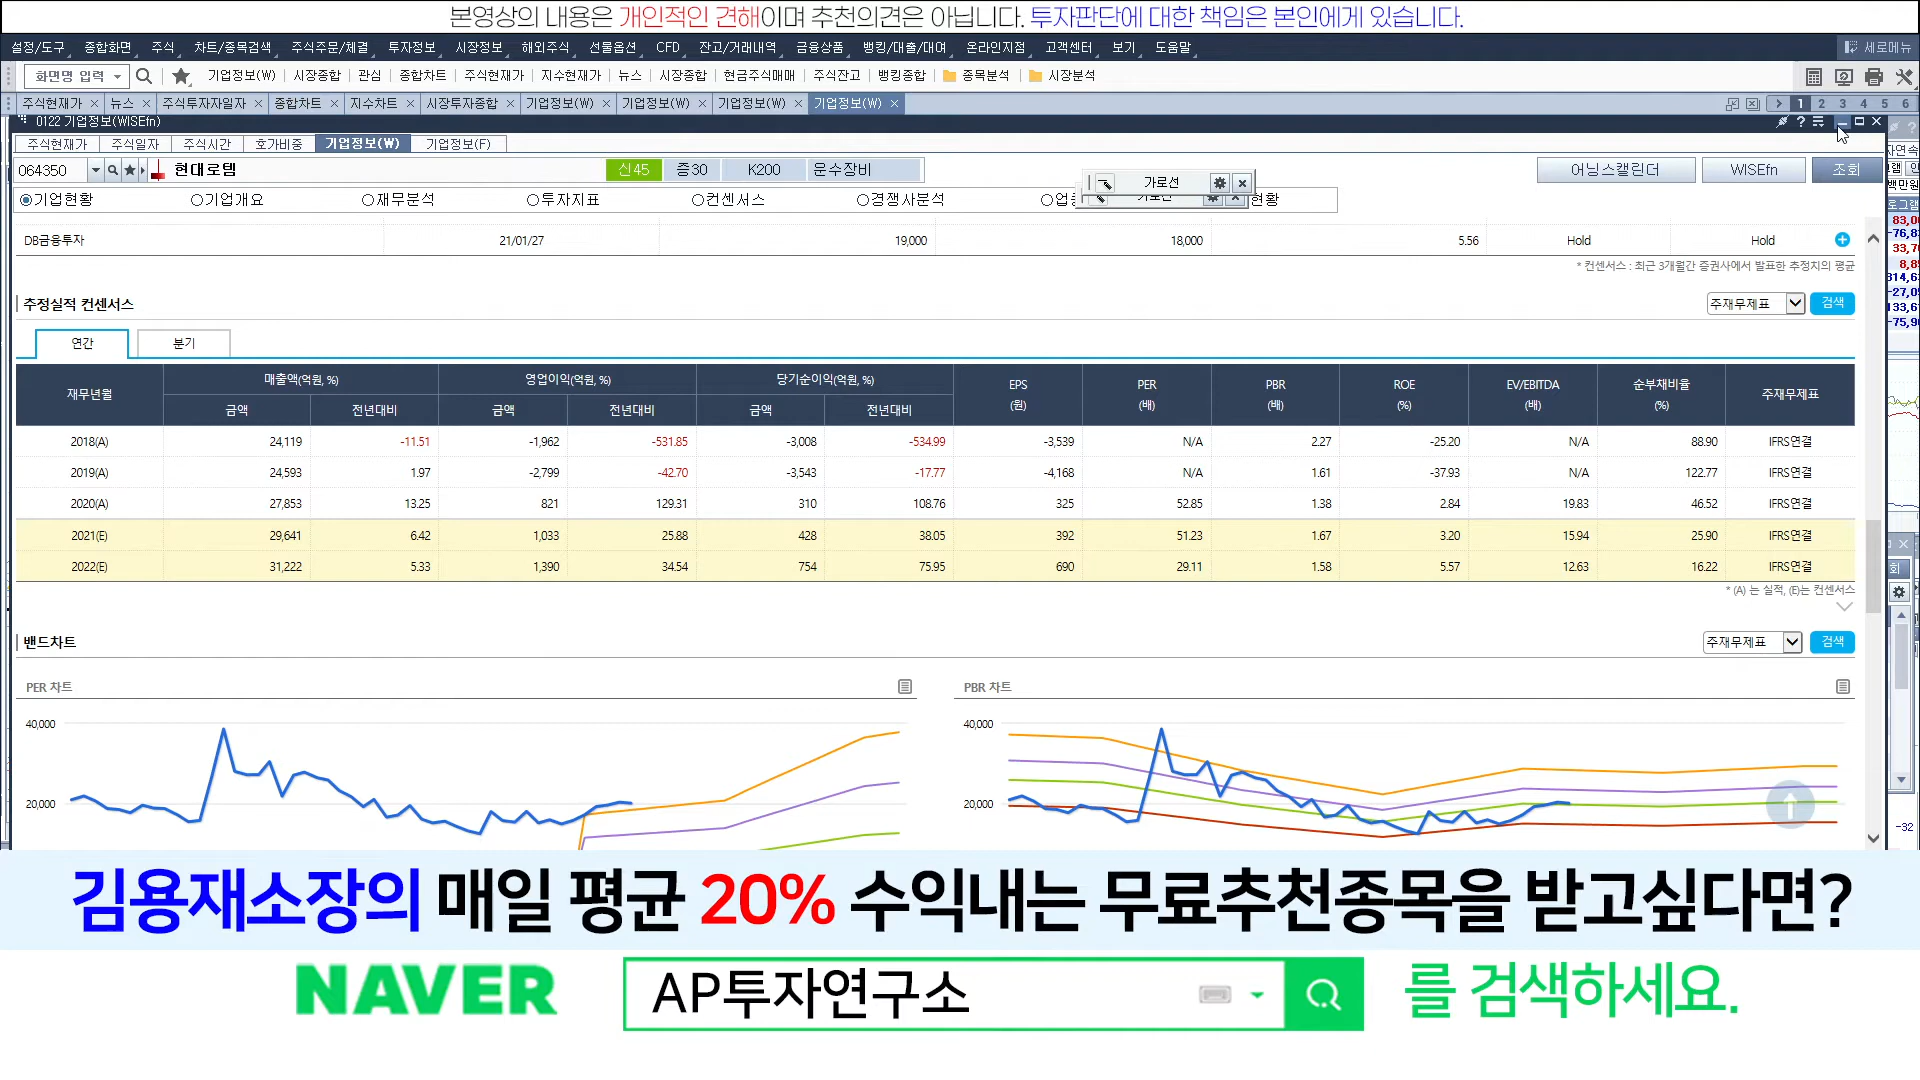 본영상의 내용은 개인적인 견해이며 추천의견은 아닙니다. 투자판단에 대한 책임은 본인에게 있습니다.
설정/도구 종합화면 주식 차트/종목검색 주식주문/체결 투자정보 시장정보 해외주식 선물옵션 CFD 잔고/거래내역 금융상품 뱅킹/대출/대여 온라인지점 고객센터 보기 도움말 세로메뉴
화면명 입력 기업정보(W) 시장종합 관심 종합차트 주식현재가 지수현재가 뉴스 시장종합 현금주식매매 주식잔고 뱅킹종합 종목분석 시장분석
주식현재가 뉴스 주식투자자일자 종합차트 지수차트 시장투자종합 기업정보(W) 기업정보(W) 기업정보(W) 기업정보(W) 1 2 3 4 5 6
0122 기업정보(WISEfn)
주식현재가 주식일자 주식시간 호가비중 기업정보(W) 기업정보(F)
064350 현대로템 신45 증30 K200 운수장비 가로선 어닝스캘린더 WISEfn 조회
기업현황 기업개요 재무분석 투자지표 컨센서스 경쟁사분석 현황
DB금융투자 21/01/27 19,000 18,000 5.56 Hold Hold
* 컨센서스 : 최근 3개월간 증권사에서 발표한 추정치의 평균
추정실적 컨센서스 주재무제표 검색
연간 분기
재무년월 매출액(억원, %) 영업이익(억원, %) 당기순이익(억원, %) EPS (원) PER (배) PBR (배) ROE (%) EV/EBITDA (배) 순부채비율 (%) 주재무제표
금액 전년대비 금액 전년대비 금액 전년대비
2018(A) 24,119 -11.51 -1,962 -531.85 -3,008 -534.99 -3,539 N/A 2.27 -25.20 N/A 88.90 IFRS연결
2019(A) 24,593 1.97 -2,799 -42.70 -3,543 -17.77 -4,168 N/A 1.61 -37.93 N/A 122.77 IFRS연결
2020(A) 27,853 13.25 821 129.31 310 108.76 325 52.85 1.38 2.84 19.83 46.52 IFRS연결
2021(E) 29,641 6.42 1,033 25.88 428 38.05 392 51.23 1.67 3.20 15.94 25.90 IFRS연결
2022(E) 31,222 5.33 1,390 34.54 754 75.95 690 29.11 1.58 5.57 12.63 16.22 IFRS연결
* (A) 는 실적, (E)는 컨센서스
밴드차트 주재무제표 검색
PER 차트 PBR 차트
40,000 40,000
20,000 20,000
-32
김용재소장의 매일 평균 20% 수익내는 무료추천종목을 받고싶다면?
NAVER AP투자연구소 를 검색하세요.